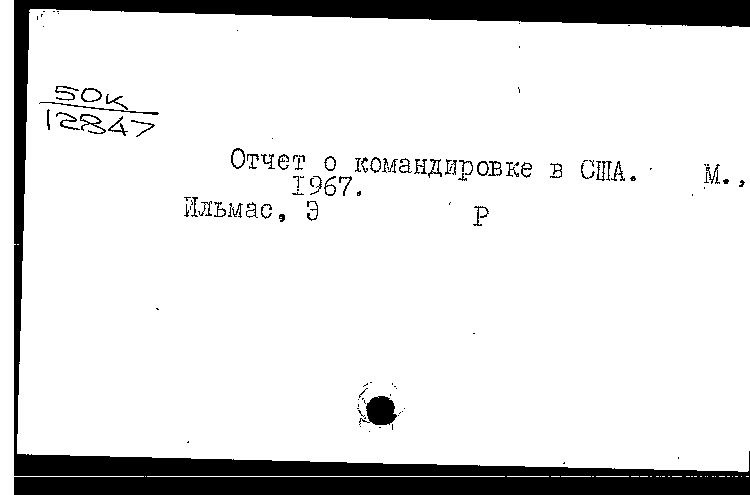 50к
12847
Отчет о командировке в США. М.,
1967.
Ильмас, Э Р